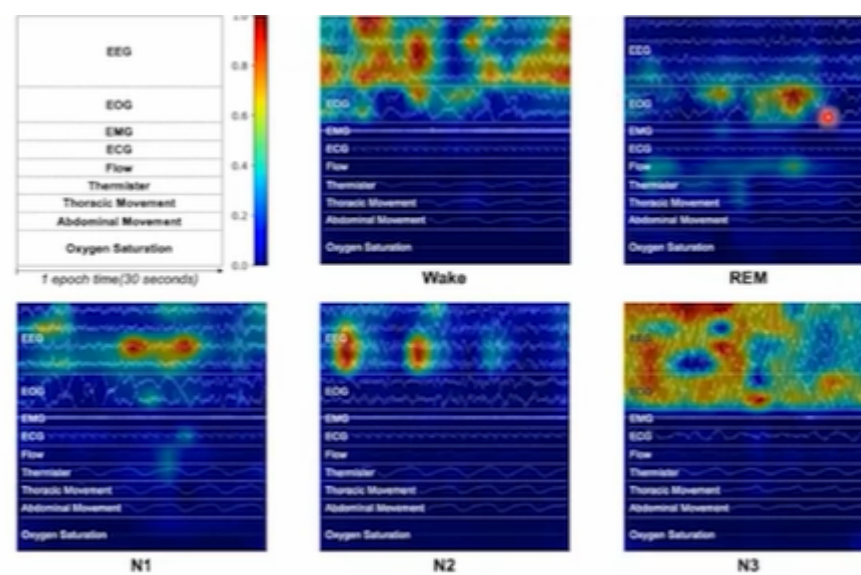 EEG
EOG
EMG
ECG
Flow
Thermister
Thoracic Movement
Abdominal Movement
Oxygen Saturation
1 epoch time(30 seconds)
0.8
0.6
0.4
0.2
0.0
EEG
EOG
EMG
ECG
Flow
Thermister
Thoracic Movement
Abdominal Movement
Oxygen Saturation
Wake
EEG
EOG
EMG
ECG
Flow
Thermister
Thoracic Movement
Abdominal Movement
Oxygen Saturation
REM
EEG
EOG
EMG
ECG
Flow
Thermister
Thoracic Movement
Abdominal Movement
Oxygen Saturation
N1
EEG
EOG
EMG
ECG
Flow
Thermister
Thoracic Movement
Abdominal Movement
Oxygen Saturation
N2
EEG
EOG
EMG
ECG
Flow
Thermister
Thoracic Movement
Abdominal Movement
Oxygen Saturation
N3